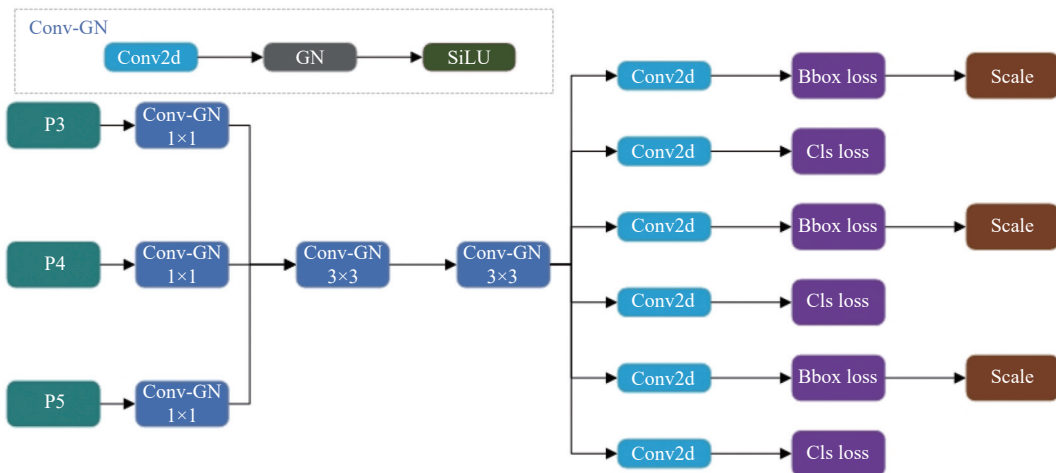 Conv-GN
Conv2d
GN
SiLU
Conv2d
Bbox loss
Scale
P3
Conv-GN
1×1
Conv2d
Cls loss
Conv2d
Bbox loss
Scale
P4
Conv-GN
1×1
Conv-GN
3×3
Conv-GN
3×3
Conv2d
Cls loss
Conv2d
Bbox loss
Scale
P5
Conv-GN
1×1
Conv2d
Cls loss